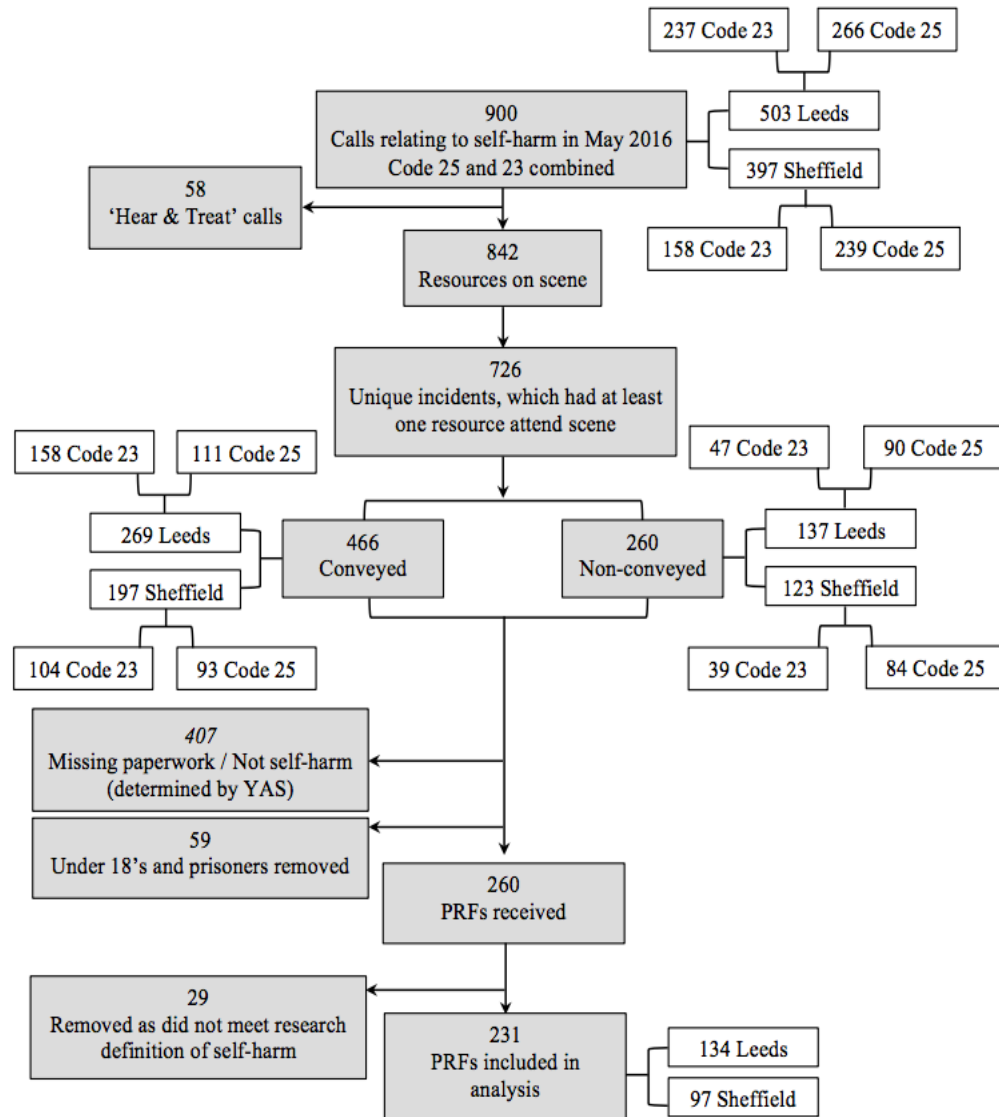 237 Code 23
266 Code 25
900
Calls relating to self-harm in May 2016
Code 25 and 23 combined
503 Leeds
397 Sheffield
58
‘Hear & Treat’ calls
158 Code 23
239 Code 25
842
Resources on scene
726
Unique incidents, which had at least
one resource attend scene
158 Code 23
111 Code 25
47 Code 23
90 Code 25
269 Leeds
466
Conveyed
260
Non-conveyed
137 Leeds
197 Sheffield
123 Sheffield
104 Code 23
93 Code 25
39 Code 23
84 Code 25
407
Missing paperwork / Not self-harm
(determined by YAS)
59
Under 18’s and prisoners removed
260
PRFs received
29
Removed as did not meet research
definition of self-harm
231
PRFs included in
analysis
134 Leeds
97 Sheffield